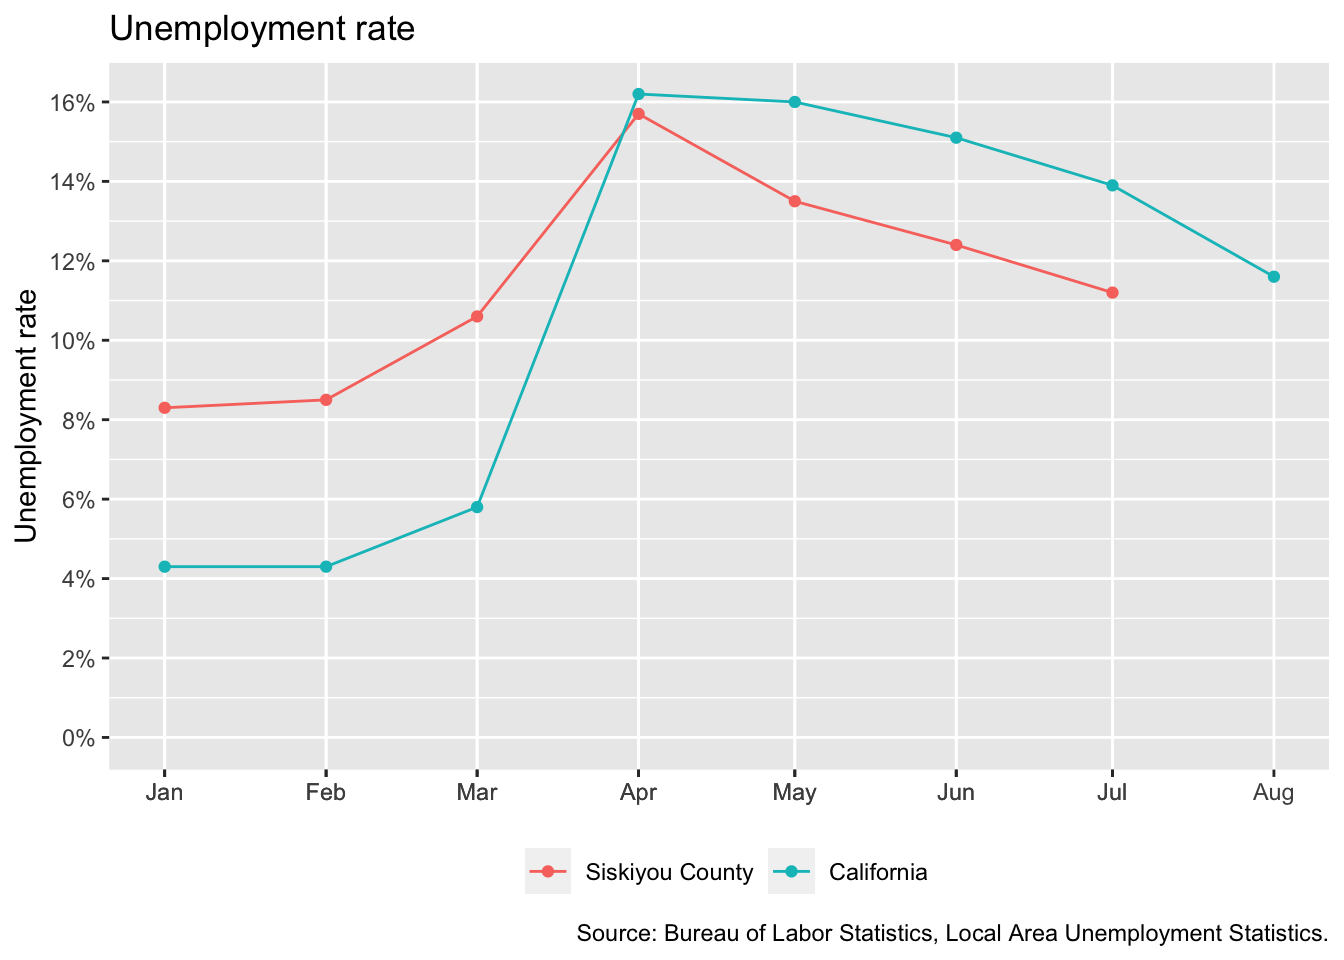 Unemployment rate
Unemployment rate
16%
14%
12%
10%
8%
6%
4%
2%
0%
Jan Feb Mar Apr May Jun Jul Aug
Siskiyou County California
Source: Bureau of Labor Statistics, Local Area Unemployment Statistics.